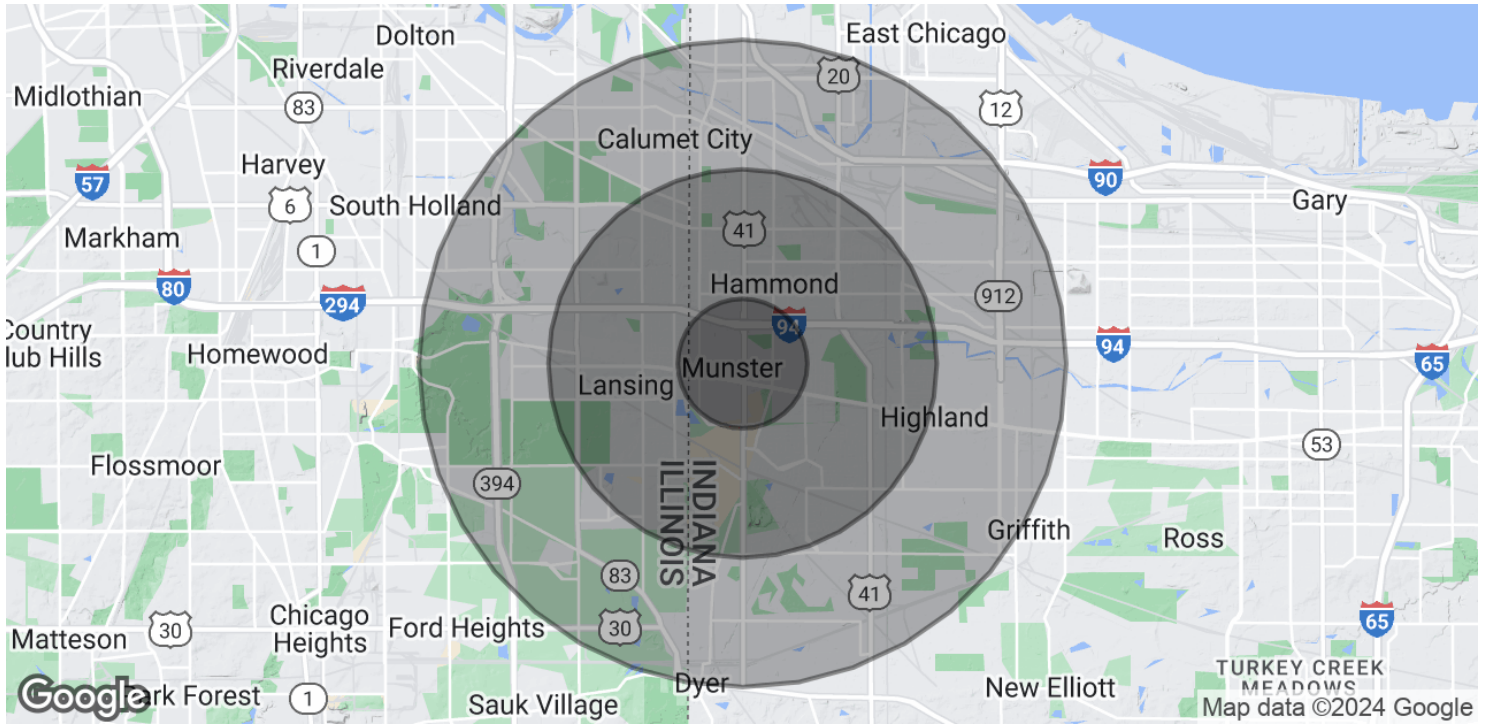 Dolton
East Chicago
Riverdale
20
Midlothian
83
12
Calumet City
Harvey
57
90
6
South Holland
Gary
41
Markham
1
80
Hammond
294
912
94
Country
lub Hills
Homewood
94
65
Munster
Lansing
Highland
53
Flossmoor
394
INDIANA
ILLINOIS
Griffith
Ross
83
41
Chicago
Heights
Matteson
30
Ford Heights
30
65
TURKEY CREEK
MEADOWS
Dyer
New Elliott
Google
ark Forest
1
Sauk Village
Map data ©2024 Google